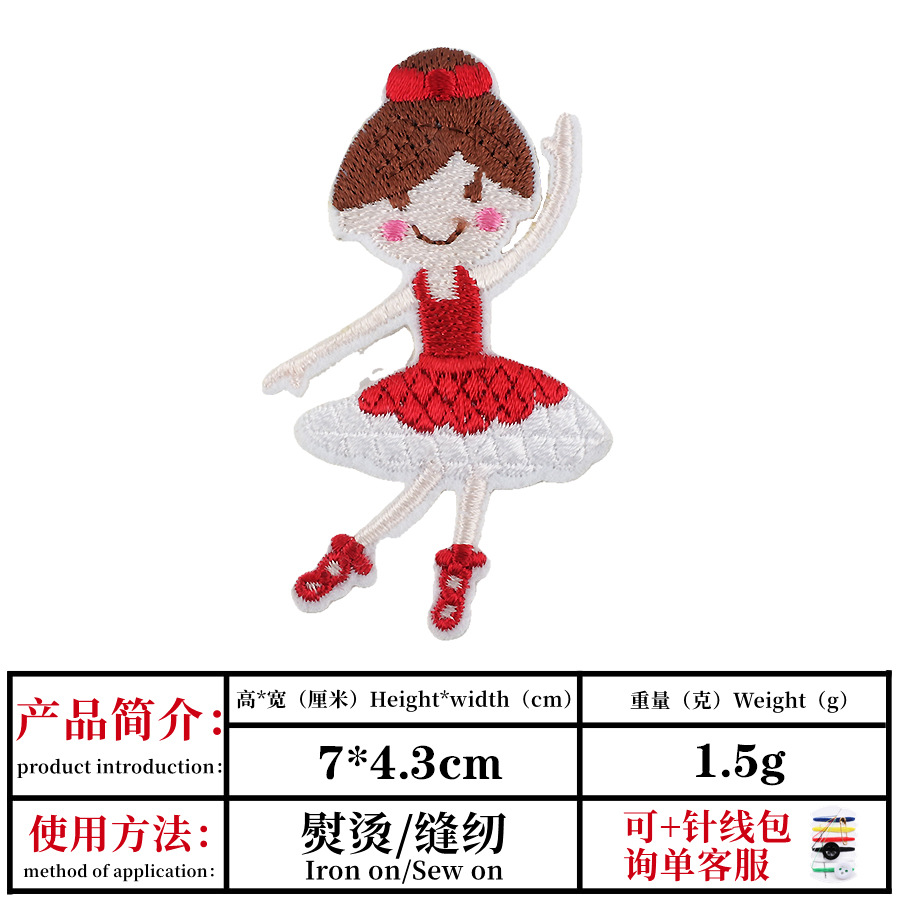 产品简介：
product introduction:
高*宽（厘米）Height*width（cm）
重量（克）Weight（g）
7*4.3cm
1.5g
使用方法：
method of application:
熨烫/缝纫
Iron on/Sew on
可+针线包
询单客服